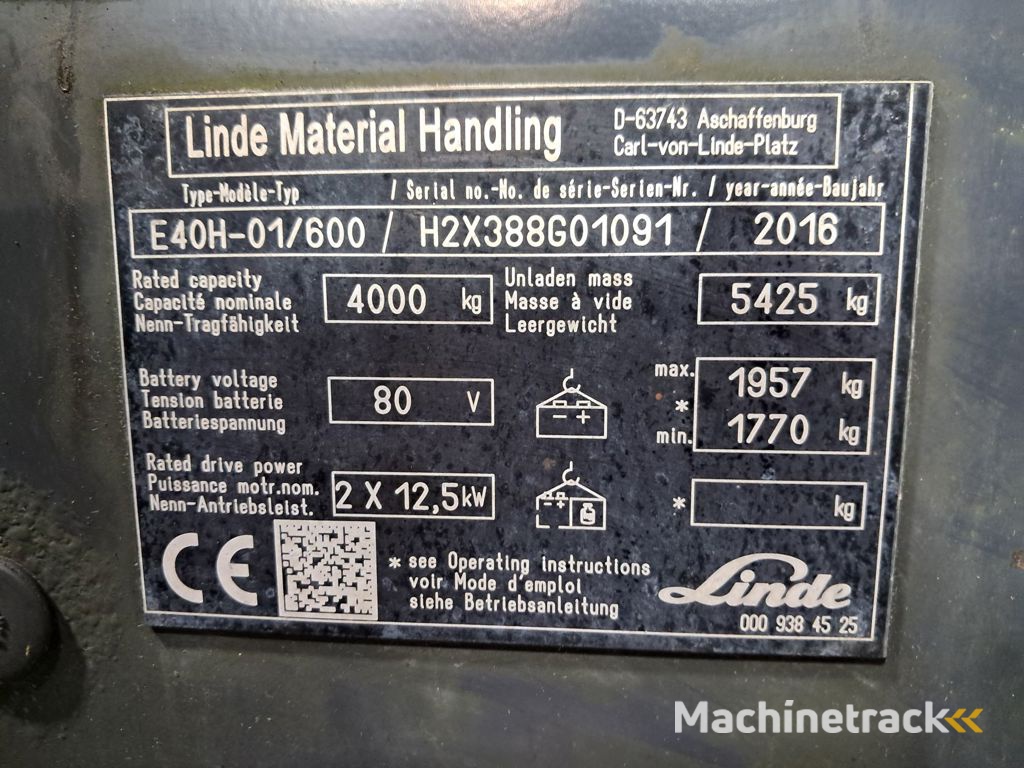 Linde Material Handling
D-63743 Aschaffenburg
Carl-von-Linde-Platz
Type-Modèle-Typ / Serial no.-No. de série-Serien-Nr. / year-année-Baujahr
E40H-01/600 / H2X388G01091 / 2016
Rated capacity
Capacité nominale
Nenn-Tragfähigkeit
4000 kg
Unladen mass
Masse à vide
Leergewicht
5425 kg
Battery voltage
Tension batterie
Batteriespannung
80 V
- +
max. 1957 kg
*
min. 1770 kg
Rated drive power
Puissance motr.nom.
Nenn-Antriebsleist.
2 X 12,5kW
- +
* kg
CE
* see Operating instructions
voir Mode d'emploi
siehe Betriebsanleitung
Linde
000 938 45 25
Machinetrack